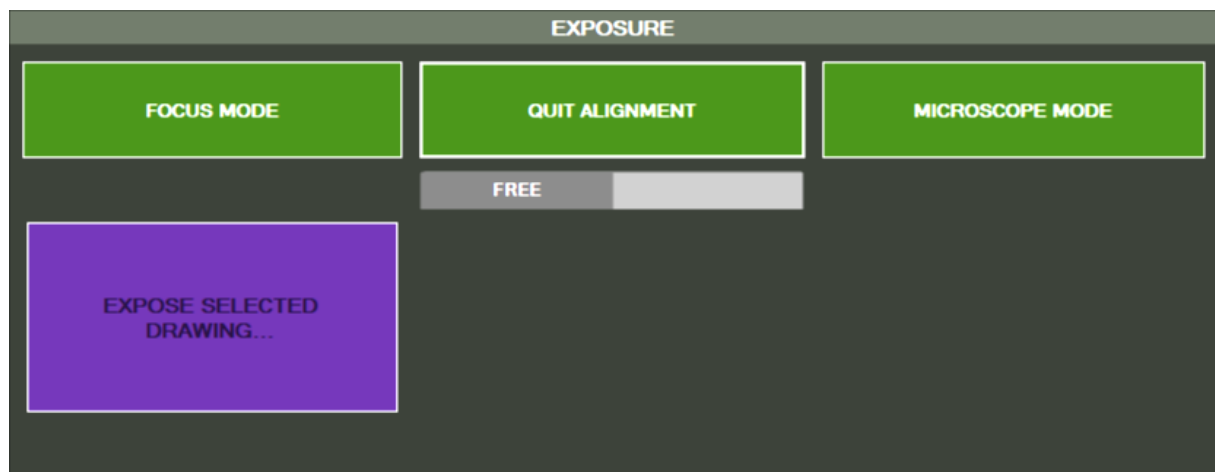 EXPOSURE
FOCUS MODE
QUIT ALIGNMENT
MICROSCOPE MODE
FREE
EXPOSE SELECTED
DRAWING...